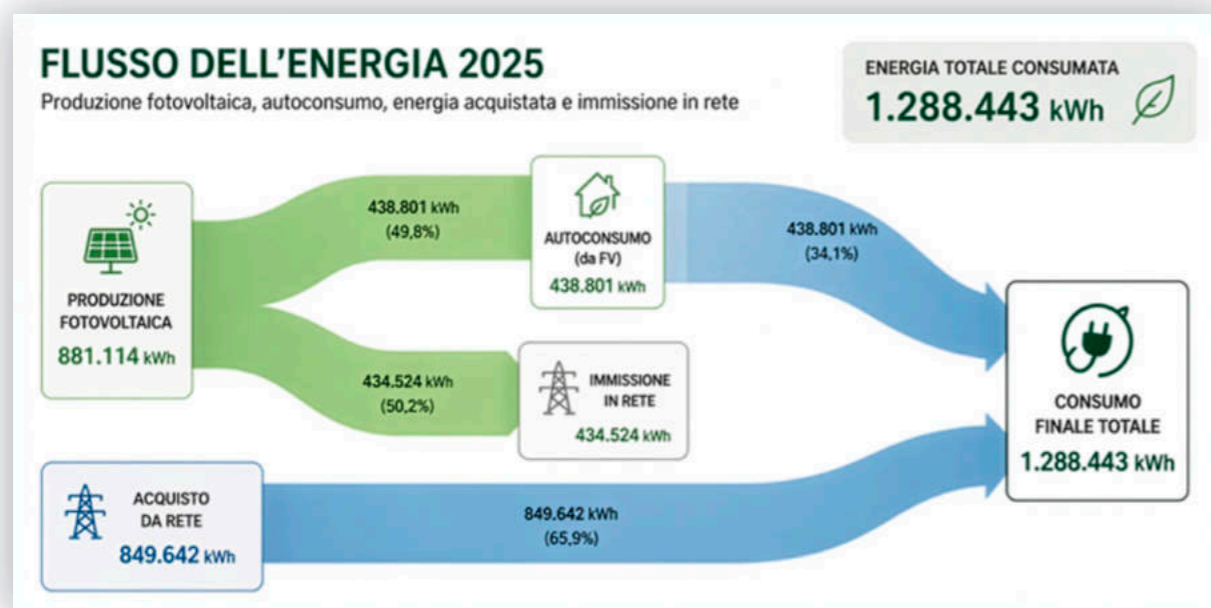 FLUSSO DELL'ENERGIA 2025
Produzione fotovoltaica, autoconsumo, energia acquistata e immissione in rete
ENERGIA TOTALE CONSUMATA
1.288.443 kWh
PRODUZIONE
FOTOVOLTAICA
881.114 kWh
438.801 kWh
(49,8%)
AUTOCONSUMO
(da FV)
438.801 kWh
438.801 kWh
(34,1%)
434.524 kWh
(50,2%)
IMMISSIONE
IN RETE
434.524 kWh
ACQUISTO
DA RETE
849.642 kWh
849.642 kWh
(65,9%)
CONSUMO
FINALE TOTALE
1.288.443 kWh